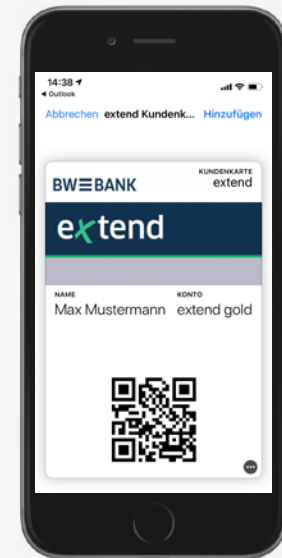 14:38
Outlook
Abbrechen extend Kundenk... Hinzufügen
BW BANK
KUNDENKARTE
extend
extend
NAME KONTO
Max Mustermann extend gold